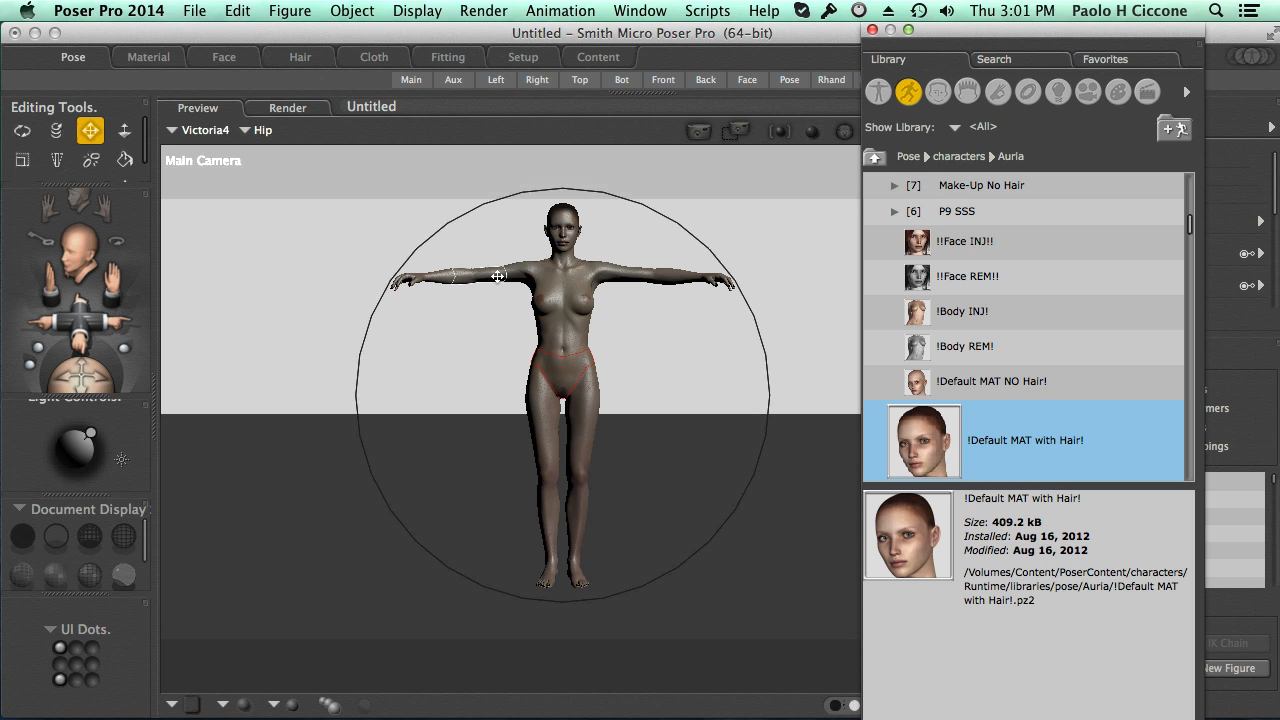 Poser Pro 2014 File Edit Figure Object Display Render Animation Window Scripts Help Thu 3:01 PM Paolo H Ciccone
Untitled – Smith Micro Poser Pro (64-bit)
Pose Material Face Hair Cloth Fitting Setup Content
Main Aux Left Right Top Bot Front Back Face Pose Rhand
Editing Tools.
Preview Render Untitled
Victoria4 Hip
Main Camera
Light Controls.
Document Display
UI Dots.
Library Search Favorites
Show Library: <All>
Pose characters Auria
[7] Make-Up No Hair
[6] P9 SSS
!!Face INJ!!
!!Face REM!!
!Body INJ!
!Body REM!
!Default MAT NO Hair!
!Default MAT with Hair!
!Default MAT with Hair!
Size: 409.2 kB
Installed: Aug 16, 2012
Modified: Aug 16, 2012
/Volumes/Content/PoserContent/characters/
Runtime/libraries/pose/Auria/!Default MAT
with Hair!.pz2
mers
pings
IK Chain
New Figure